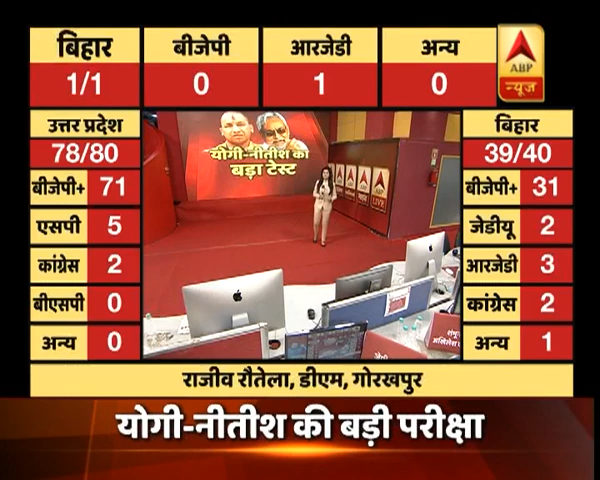 बिहार बीजेपी आरजेडी अन्य
1/1 0 1 0
ABP
न्यूज़
उत्तर प्रदेश
78/80
बीजेपी+ 71
एसपी 5
कांग्रेस 2
बीएसपी 0
अन्य 0
योगी-नीतीश का
बड़ा टेस्ट
LIVE
बिहार
39/40
बीजेपी+ 31
जेडीयू 2
आरजेडी 3
कांग्रेस 2
अन्य 1
राजीव रौतेला, डीएम, गोरखपुर
योगी-नीतीश की बड़ी परीक्षा